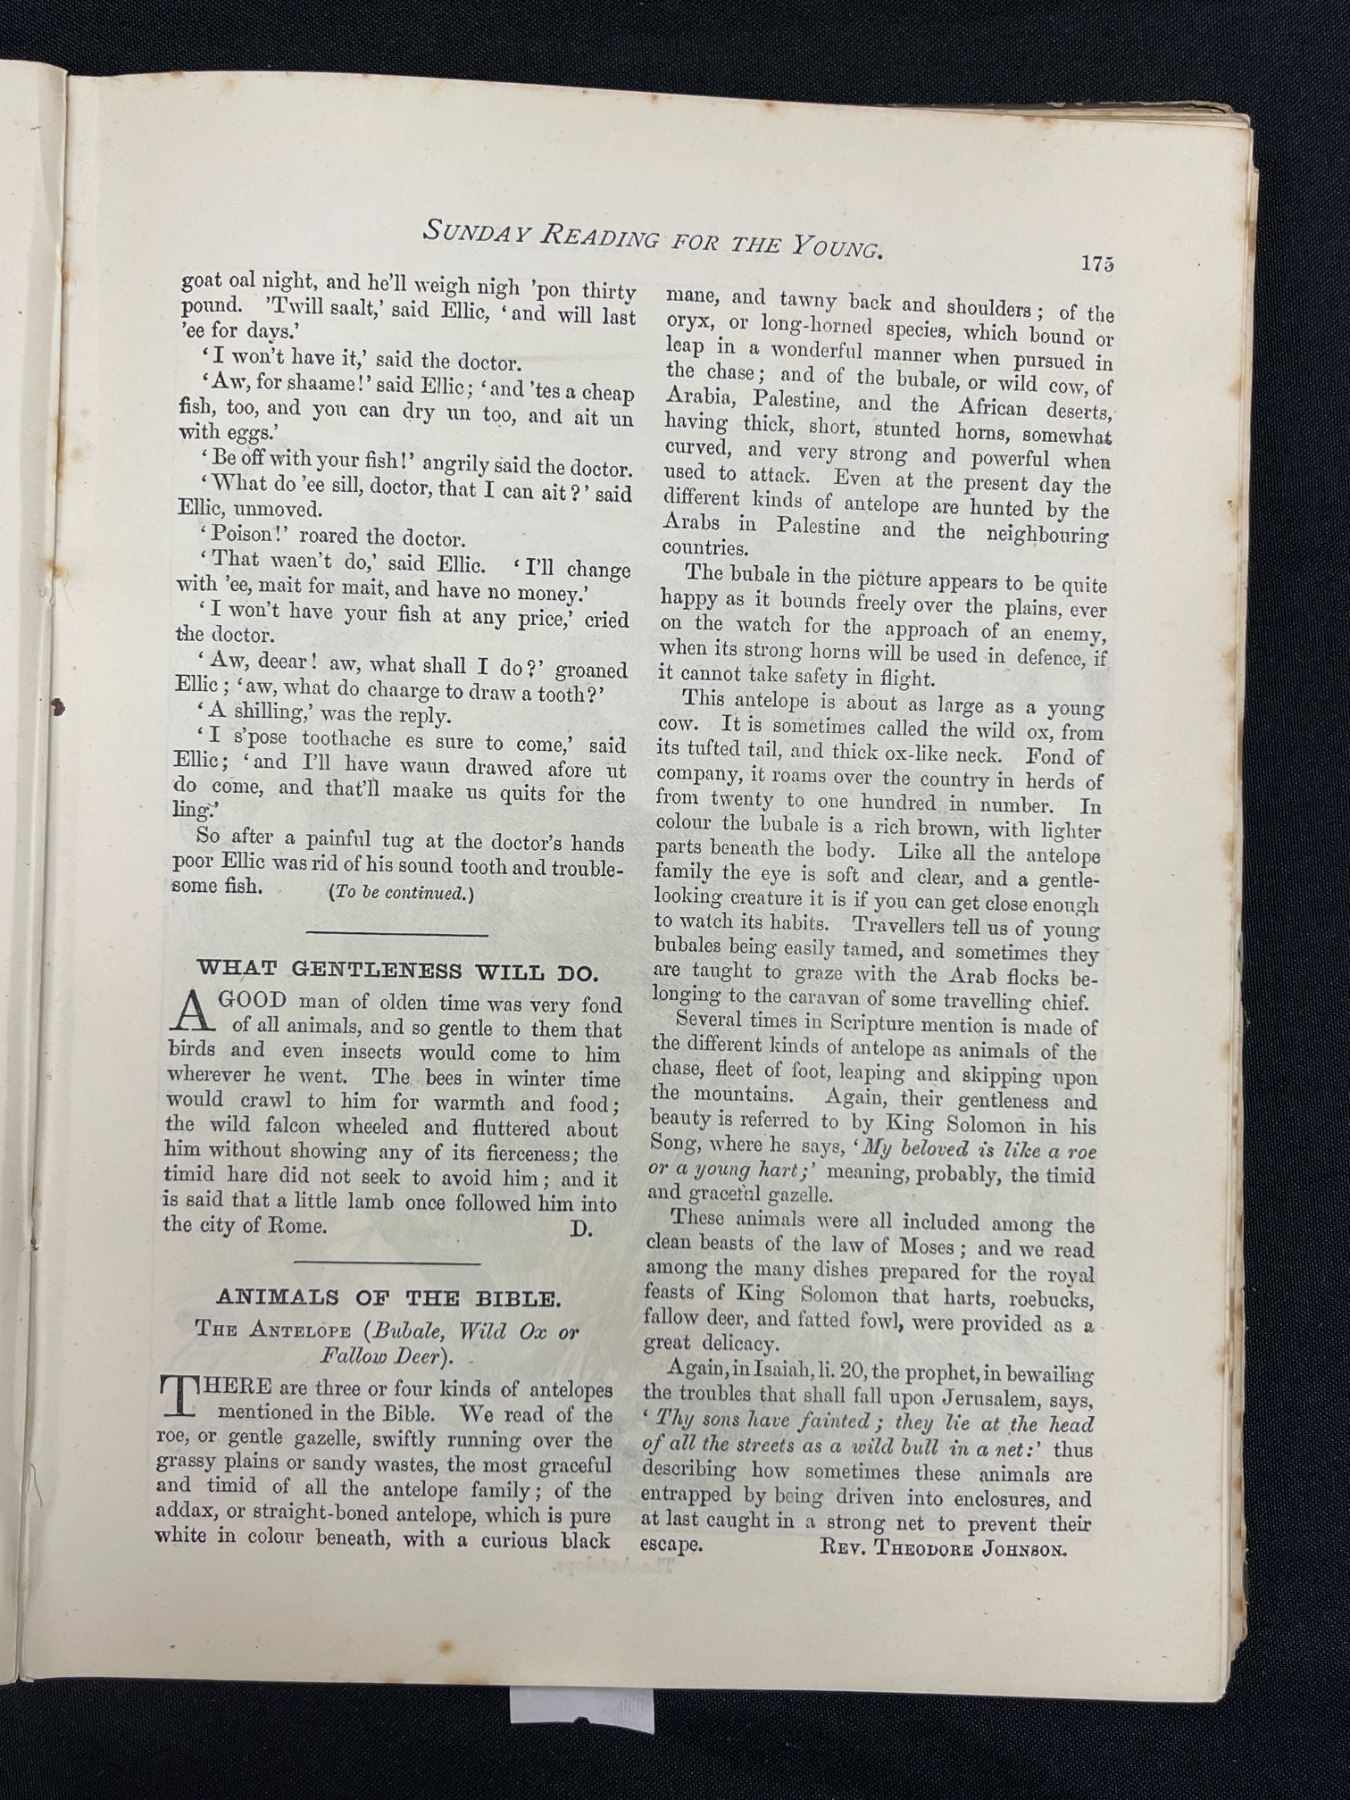 SUNDAY READING FOR THE YOUNG.
175
goat oal night, and he'll weigh nigh 'pon thirty
pound. 'Twill saalt,' said Ellic, 'and will last
'ee for days.'
'I won't have it,' said the doctor.
'Aw, for shaame!' said Ellic; 'and 'tes a cheap
fish, too, and you can dry un too, and ait un
with eggs.'
'Be off with your fish!' angrily said the doctor.
'What do 'ee sill, doctor, that I can ait?' said
Ellic, unmoved.
'Poison!' roared the doctor.
'That waen't do,' said Ellic. 'I'll change
with 'ee, mait for mait, and have no money.'
'I won't have your fish at any price,' cried
the doctor.
'Aw, deear! aw, what shall I do?' groaned
Ellic; 'aw, what do chaarge to draw a tooth?'
'A shilling,' was the reply.
'I s'pose toothache es sure to come,' said
Ellic; 'and I'll have waun drawed afore ut
do come, and that'll maake us quits for the
ling.'
So after a painful tug at the doctor's hands
poor Ellic was rid of his sound tooth and trouble-
some fish. (To be continued.)
WHAT GENTLENESS WILL DO.
A GOOD man of olden time was very fond
of all animals, and so gentle to them that
birds and even insects would come to him
wherever he went. The bees in winter time
would crawl to him for warmth and food;
the wild falcon wheeled and fluttered about
him without showing any of its fierceness; the
timid hare did not seek to avoid him; and it
is said that a little lamb once followed him into
the city of Rome. D.
ANIMALS OF THE BIBLE.
THE ANTELOPE (Bubale, Wild Ox or
Fallow Deer).
THERE are three or four kinds of antelopes
mentioned in the Bible. We read of the
roe, or gentle gazelle, swiftly running over the
grassy plains or sandy wastes, the most graceful
and timid of all the antelope family; of the
addax, or straight-boned antelope, which is pure
white in colour beneath, with a curious black
mane, and tawny back and shoulders; of the
oryx, or long-horned species, which bound or
leap in a wonderful manner when pursued in
the chase; and of the bubale, or wild cow, of
Arabia, Palestine, and the African deserts,
having thick, short, stunted horns, somewhat
curved, and very strong and powerful when
used to attack. Even at the present day the
different kinds of antelope are hunted by the
Arabs in Palestine and the neighbouring
countries.
The bubale in the picture appears to be quite
happy as it bounds freely over the plains, ever
on the watch for the approach of an enemy,
when its strong horns will be used in defence, if
it cannot take safety in flight.
This antelope is about as large as a young
cow. It is sometimes called the wild ox, from
its tufted tail, and thick ox-like neck. Fond of
company, it roams over the country in herds of
from twenty to one hundred in number. In
colour the bubale is a rich brown, with lighter
parts beneath the body. Like all the antelope
family the eye is soft and clear, and a gentle-
looking creature it is if you can get close enough
to watch its habits. Travellers tell us of young
bubales being easily tamed, and sometimes they
are taught to graze with the Arab flocks be-
longing to the caravan of some travelling chief.
Several times in Scripture mention is made of
the different kinds of antelope as animals of the
chase, fleet of foot, leaping and skipping upon
the mountains. Again, their gentleness and
beauty is referred to by King Solomon in his
Song, where he says, 'My beloved is like a roe
or a young hart;' meaning, probably, the timid
and graceful gazelle.
These animals were all included among the
clean beasts of the law of Moses; and we read
among the many dishes prepared for the royal
feasts of King Solomon that harts, roebucks,
fallow deer, and fatted fowl, were provided as a
great delicacy.
Again, in Isaiah, li. 20, the prophet, in bewailing
the troubles that shall fall upon Jerusalem, says,
'Thy sons have fainted; they lie at the head
of all the streets as a wild bull in a net:' thus
describing how sometimes these animals are
entrapped by being driven into enclosures, and
at last caught in a strong net to prevent their
escape. REV. THEODORE JOHNSON.